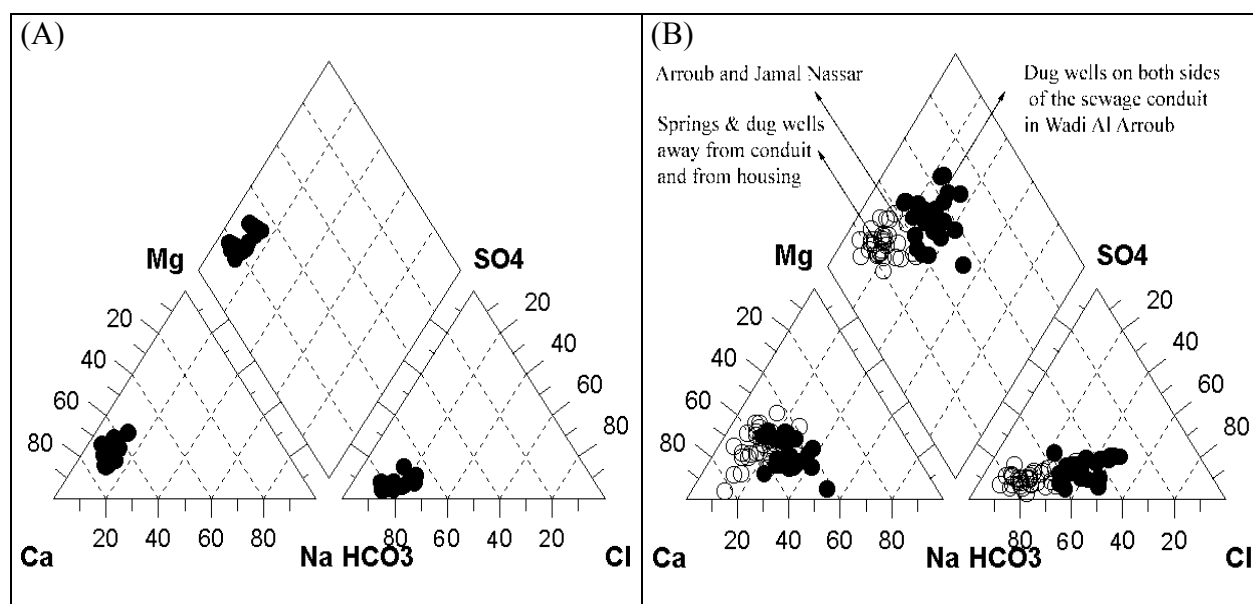 (A)
Mg
SO4
20
40
60
80
20
40
60
80
Ca
20
40
60
80
Na
HCO3
80
60
40
20
Cl
(B)
Arroub and Jamal Nassar
Springs & dug wells
away from conduit
and from housing
Dug wells on both sides
of the sewage conduit
in Wadi Al Arroub
Mg
SO4
20
40
60
80
20
40
60
80
Ca
20
40
60
80
Na
HCO3
80
60
40
20
Cl